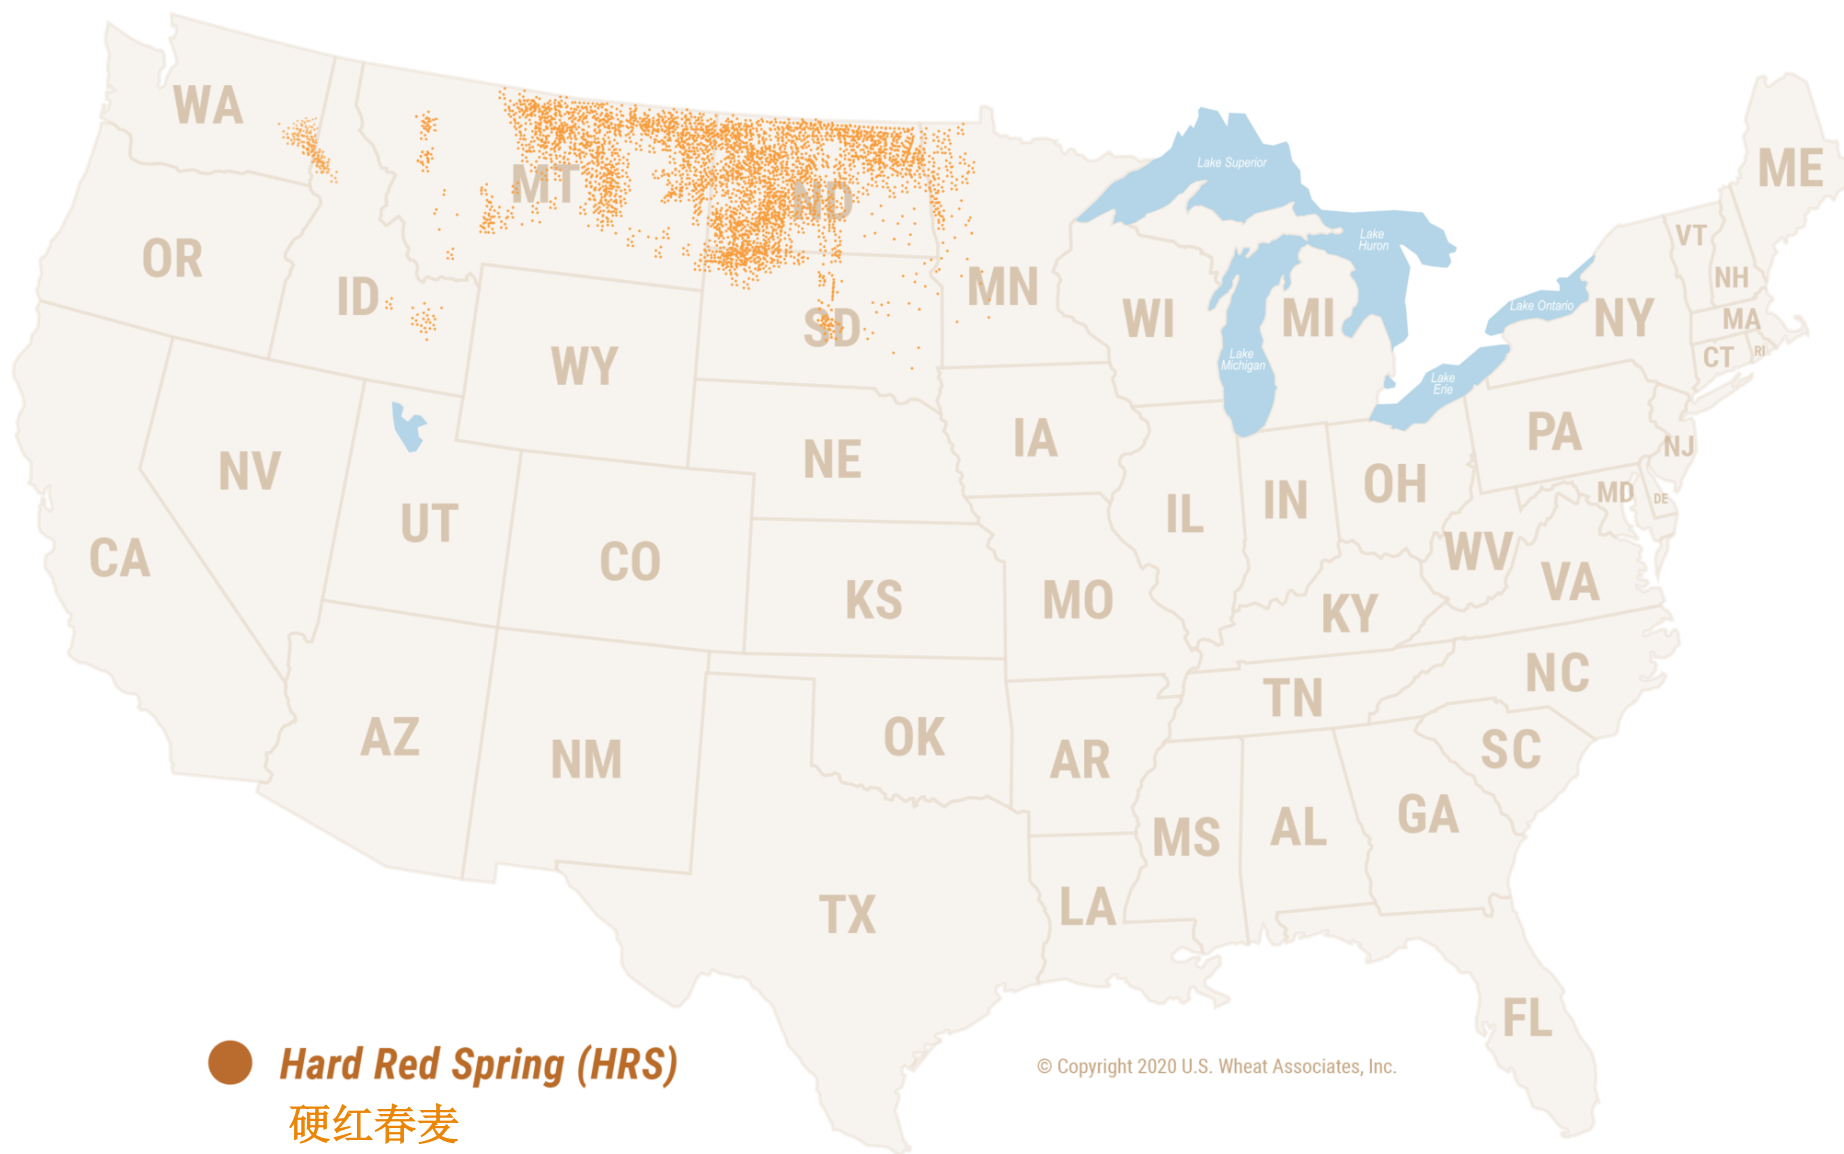 WA
MT
ND
MN
ME
OR
ID
SD
WI
MI
NY
VT
NH
MA
CT
RI
Lake Superior
Lake
Huron
Lake Ontario
Lake
Michigan
Lake
Erie
WY
NE
IA
PA
NJ
NV
UT
CO
IL
IN
OH
MD
DE
CA
KS
MO
WV
VA
KY
NC
AZ
NM
OK
AR
TN
SC
TX
LA
MS
AL
GA
FL
Hard Red Spring (HRS)
硬红春麦
© Copyright 2020 U.S. Wheat Associates, Inc.